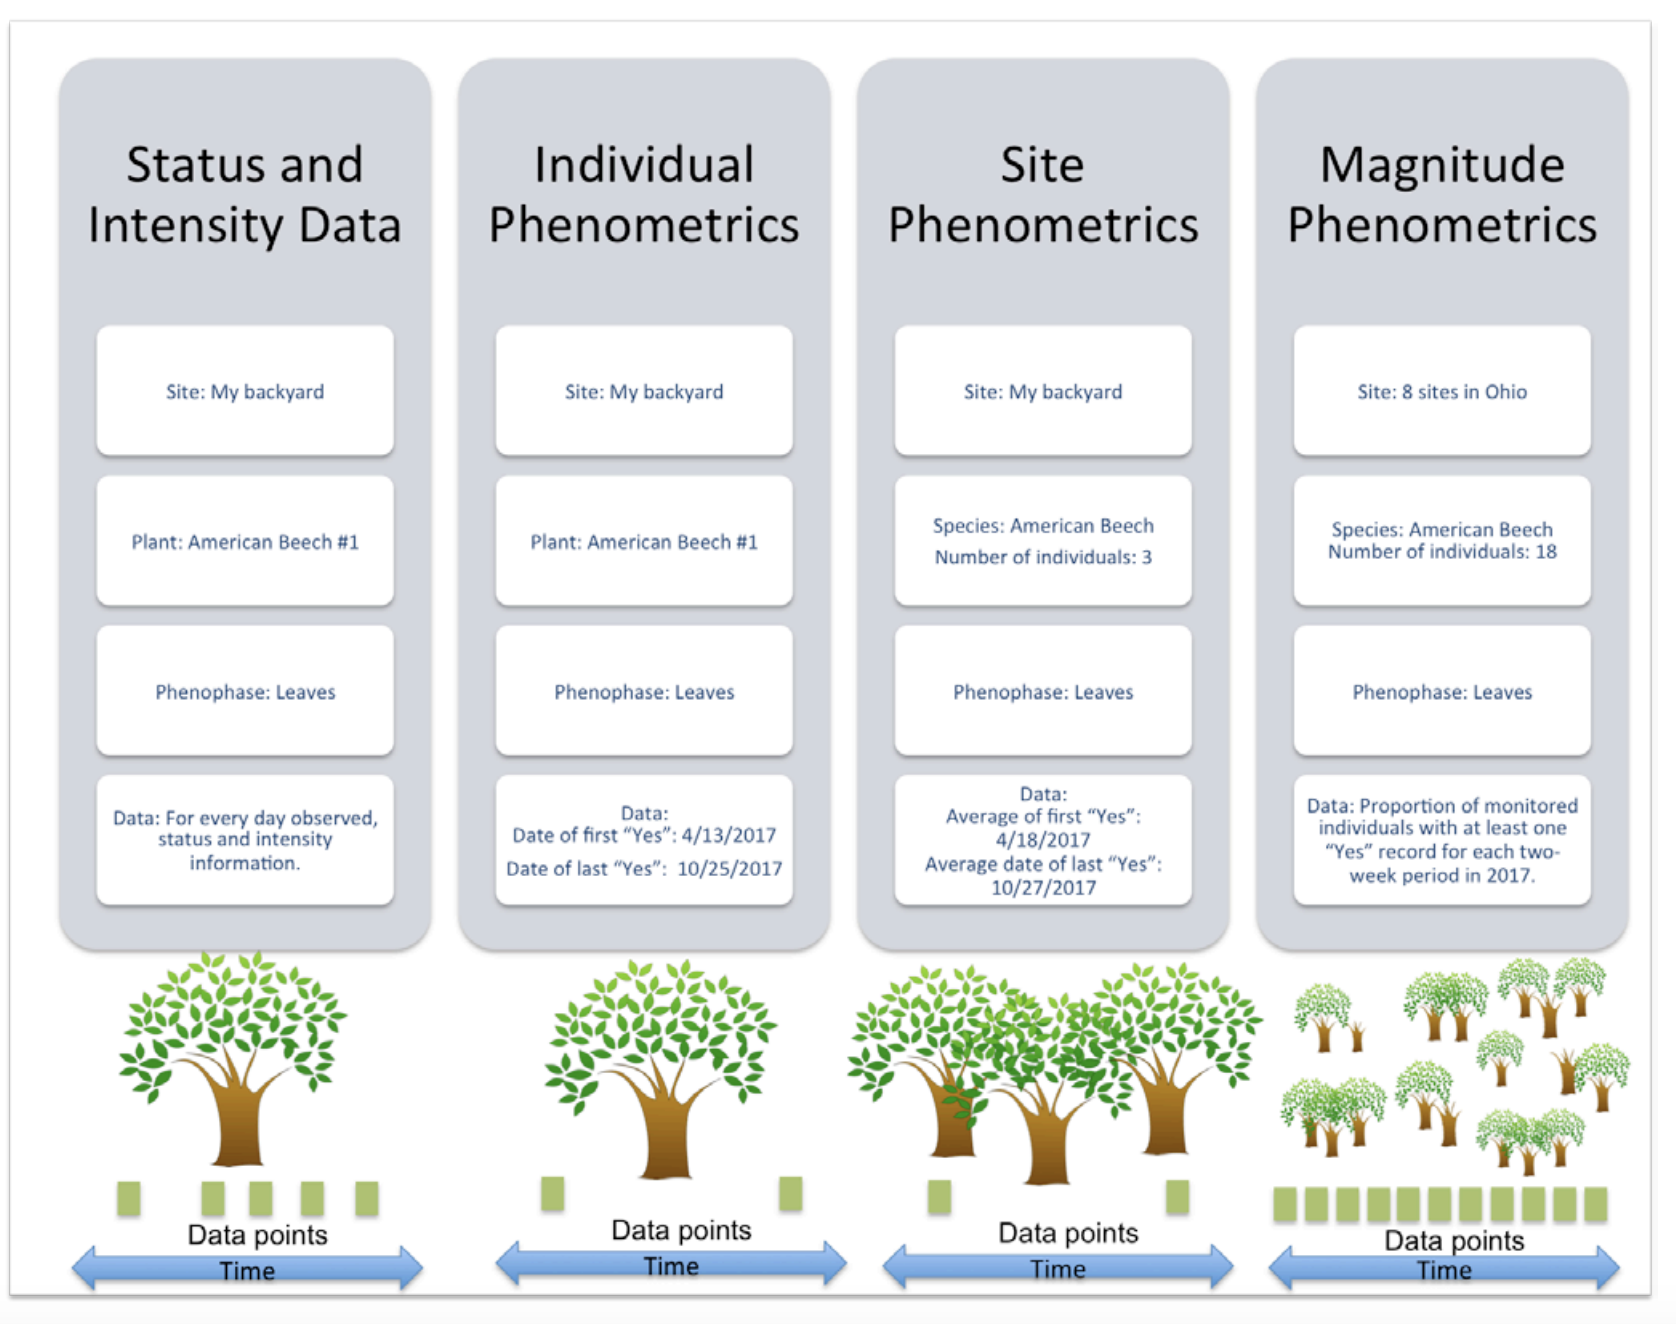 Status and
Intensity Data
Site: My backyard
Plant: American Beech #1
Phenophase: Leaves
Data: For every day observed,
status and intensity
information.
Data points
Time
Individual
Phenometrics
Site: My backyard
Plant: American Beech #1
Phenophase: Leaves
Data:
Date of first “Yes”: 4/13/2017
Date of last “Yes”: 10/25/2017
Data points
Time
Site
Phenometrics
Site: My backyard
Species: American Beech
Number of individuals: 3
Phenophase: Leaves
Data:
Average of first “Yes”:
4/18/2017
Average date of last “Yes”:
10/27/2017
Data points
Time
Magnitude
Phenometrics
Site: 8 sites in Ohio
Species: American Beech
Number of individuals: 18
Phenophase: Leaves
Data: Proportion of monitored
individuals with at least one
“Yes” record for each two-
week period in 2017.
Data points
Time